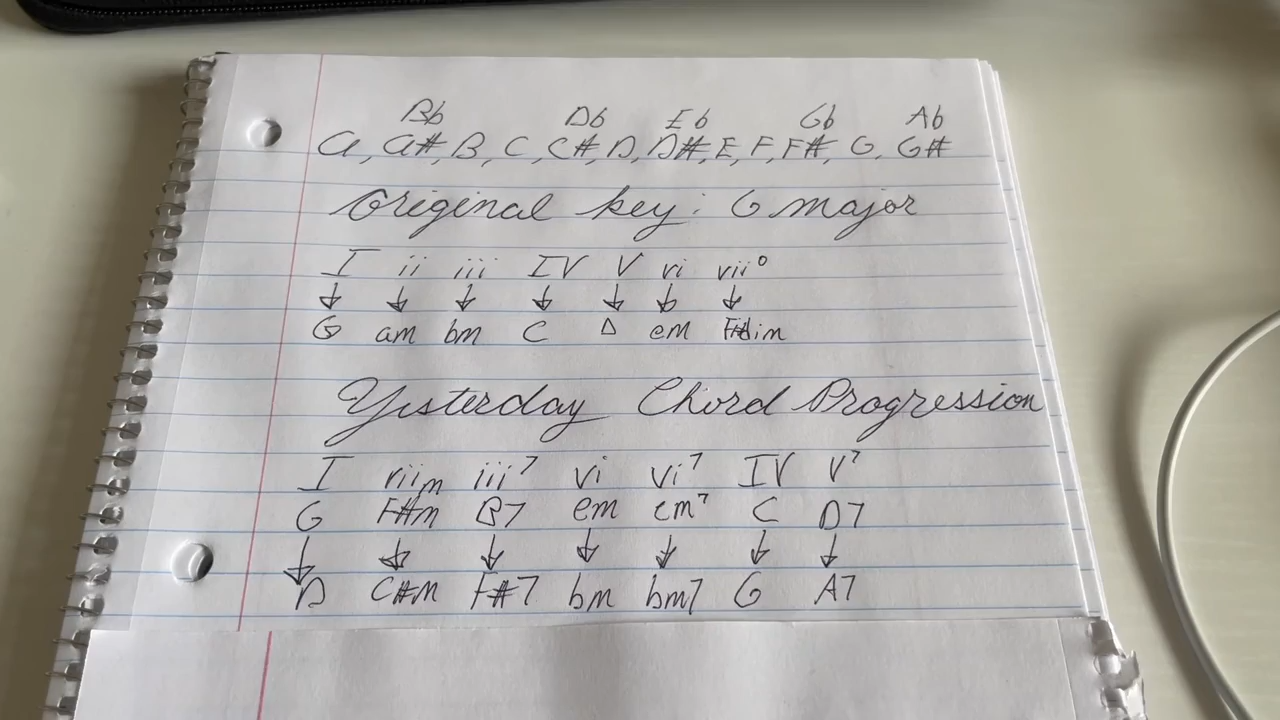 Bb Db Eb Gb Ab
A, A#, B, C, C#, D, D#, E, F, F#, G, G#
Original key: G major
I ii iii IV V vi vii°
↓ ↓ ↓ ↓ ↓ ↓ ↓
G am bm C D em F#dim
Yesterday Chord Progression
I viim iii7 vi vi7 IV V7
G F#m B7 em em7 C D7
↓ ↓ ↓ ↓ ↓ ↓ ↓
D C#m F#7 bm bm7 G A7